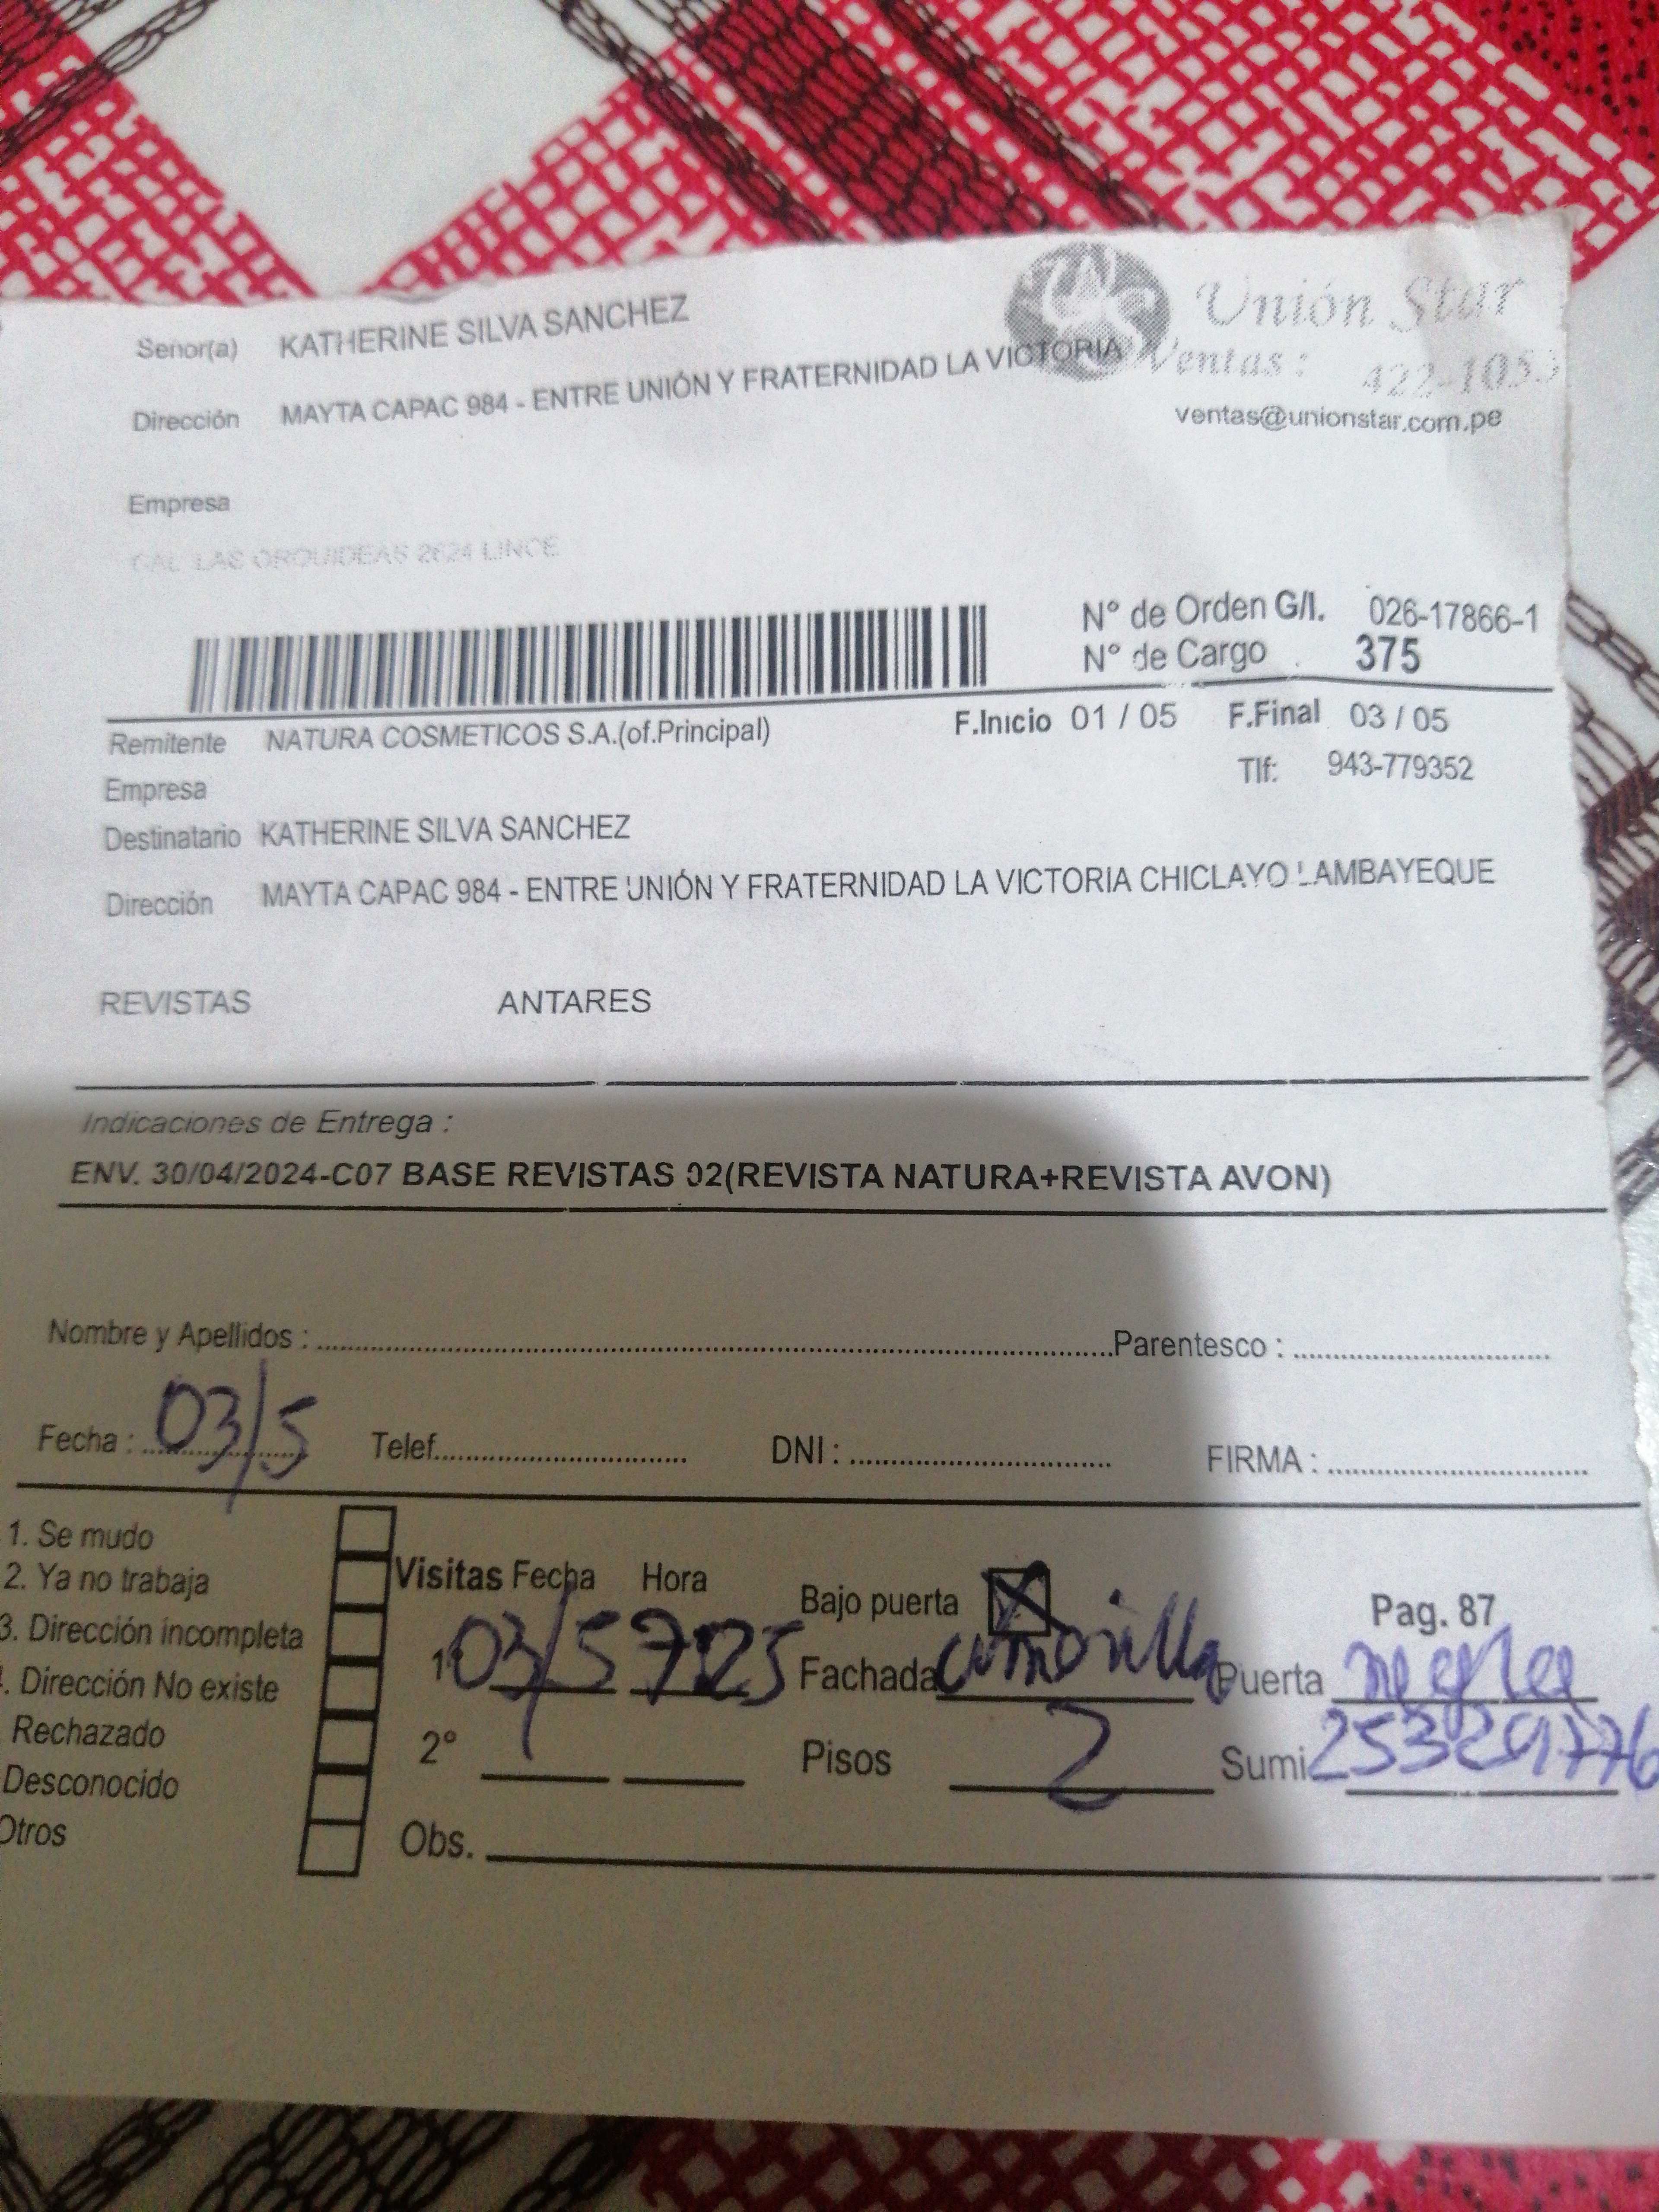 Unión Star
Señor(a) KATHERINE SILVA SANCHEZ
Ventas: 422-1053
Dirección MAYTA CAPAC 984 - ENTRE UNIÓN Y FRATERNIDAD LA VICTORIA
ventas@unionstar.com.pe
Empresa
CAL LAS ORQUIDEAS 2624 LINCE
N° de Orden G/I. 026-17866-1
N° de Cargo 375
Remitente NATURA COSMETICOS S.A.(of.Principal) F.Inicio 01 / 05 F.Final 03 / 05
Empresa Tlf: 943-779352
Destinatario KATHERINE SILVA SANCHEZ
Dirección MAYTA CAPAC 984 - ENTRE UNIÓN Y FRATERNIDAD LA VICTORIA CHICLAYO LAMBAYEQUE
REVISTAS ANTARES
Indicaciones de Entrega :
ENV. 30/04/2024-C07 BASE REVISTAS 02(REVISTA NATURA+REVISTA AVON)
Nombre y Apellidos : Parentesco :
Fecha : 03/5 Telef. DNI : FIRMA :
1. Se mudo
2. Ya no trabaja
3. Dirección incompleta
. Dirección No existe
Rechazado
Desconocido
Otros
Visitas Fecha Hora
1° 03/5
2°
Obs.
Bajo puerta X Pag. 87
Fachada Puerta negra
Pisos 2 Sumi